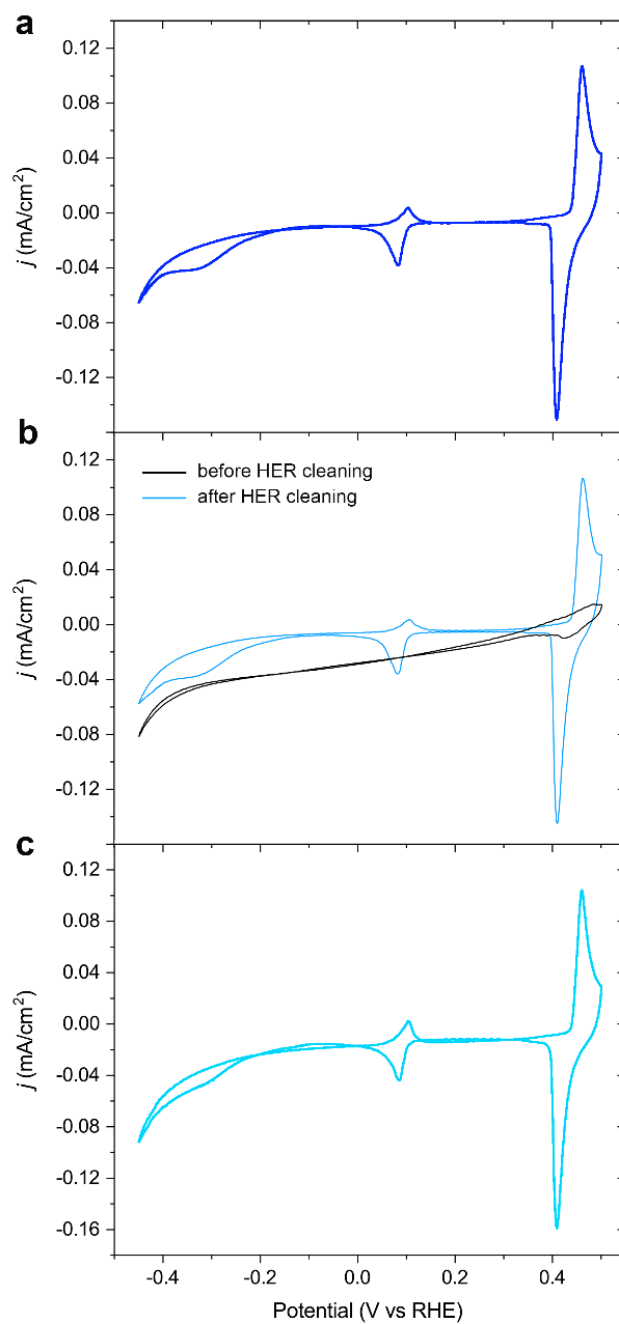 a
0.12
0.08
0.04
0.00
-0.04
-0.08
-0.12
j (mA/cm²)
b
before HER cleaning
after HER cleaning
0.12
0.08
0.04
0.00
-0.04
-0.08
-0.12
j (mA/cm²)
c
0.12
0.08
0.04
0.00
-0.04
-0.08
-0.12
-0.16
j (mA/cm²)
-0.4 -0.2 0.0 0.2 0.4
Potential (V vs RHE)